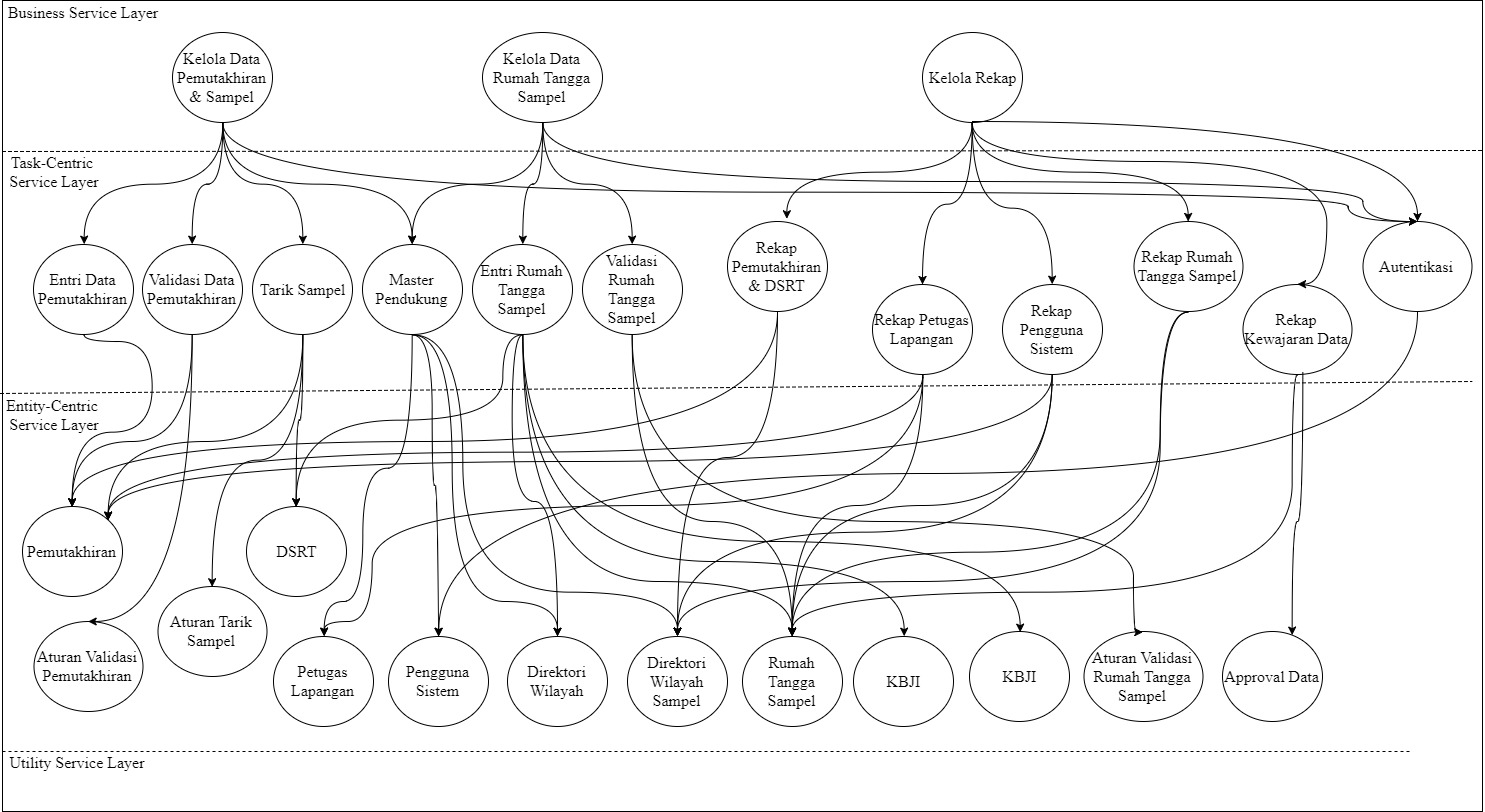 Business Service Layer
Kelola Data
Pemutakhiran
& Sampel
Kelola Data
Rumah Tangga
Sampel
Kelola Rekap
Task-Centric
Service Layer
Entri Data
Pemutakhiran
Validasi Data
Pemutakhiran
Tarik Sampel
Master
Pendukung
Entri Rumah
Tangga
Sampel
Validasi
Rumah
Tangga
Sampel
Rekap
Pemutakhiran
& DSRT
Rekap Petugas
Lapangan
Rekap
Pengguna
Sistem
Rekap Rumah
Tangga Sampel
Rekap
Kewajaran Data
Autentikasi
Entity-Centric
Service Layer
Pemutakhiran
DSRT
Aturan Validasi
Pemutakhiran
Aturan Tarik
Sampel
Petugas
Lapangan
Pengguna
Sistem
Direktori
Wilayah
Direktori
Wilayah
Sampel
Rumah
Tangga
Sampel
KBJI
KBJI
Aturan Validasi
Rumah Tangga
Sampel
Approval Data
Utility Service Layer